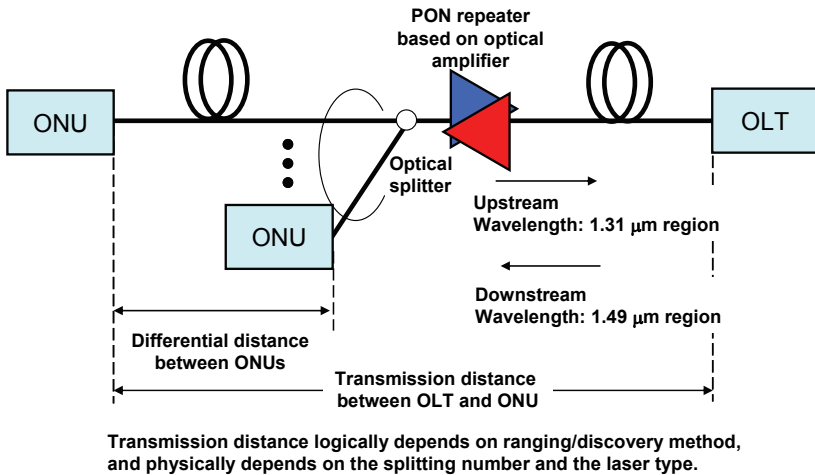 PON repeater
based on optical
amplifier
ONU
OLT
Optical
splitter
ONU
Upstream
Wavelength: 1.31 μm region
Downstream
Wavelength: 1.49 μm region
Differential distance
between ONUs
Transmission distance
between OLT and ONU
Transmission distance logically depends on ranging/discovery method,
and physically depends on the splitting number and the laser type.